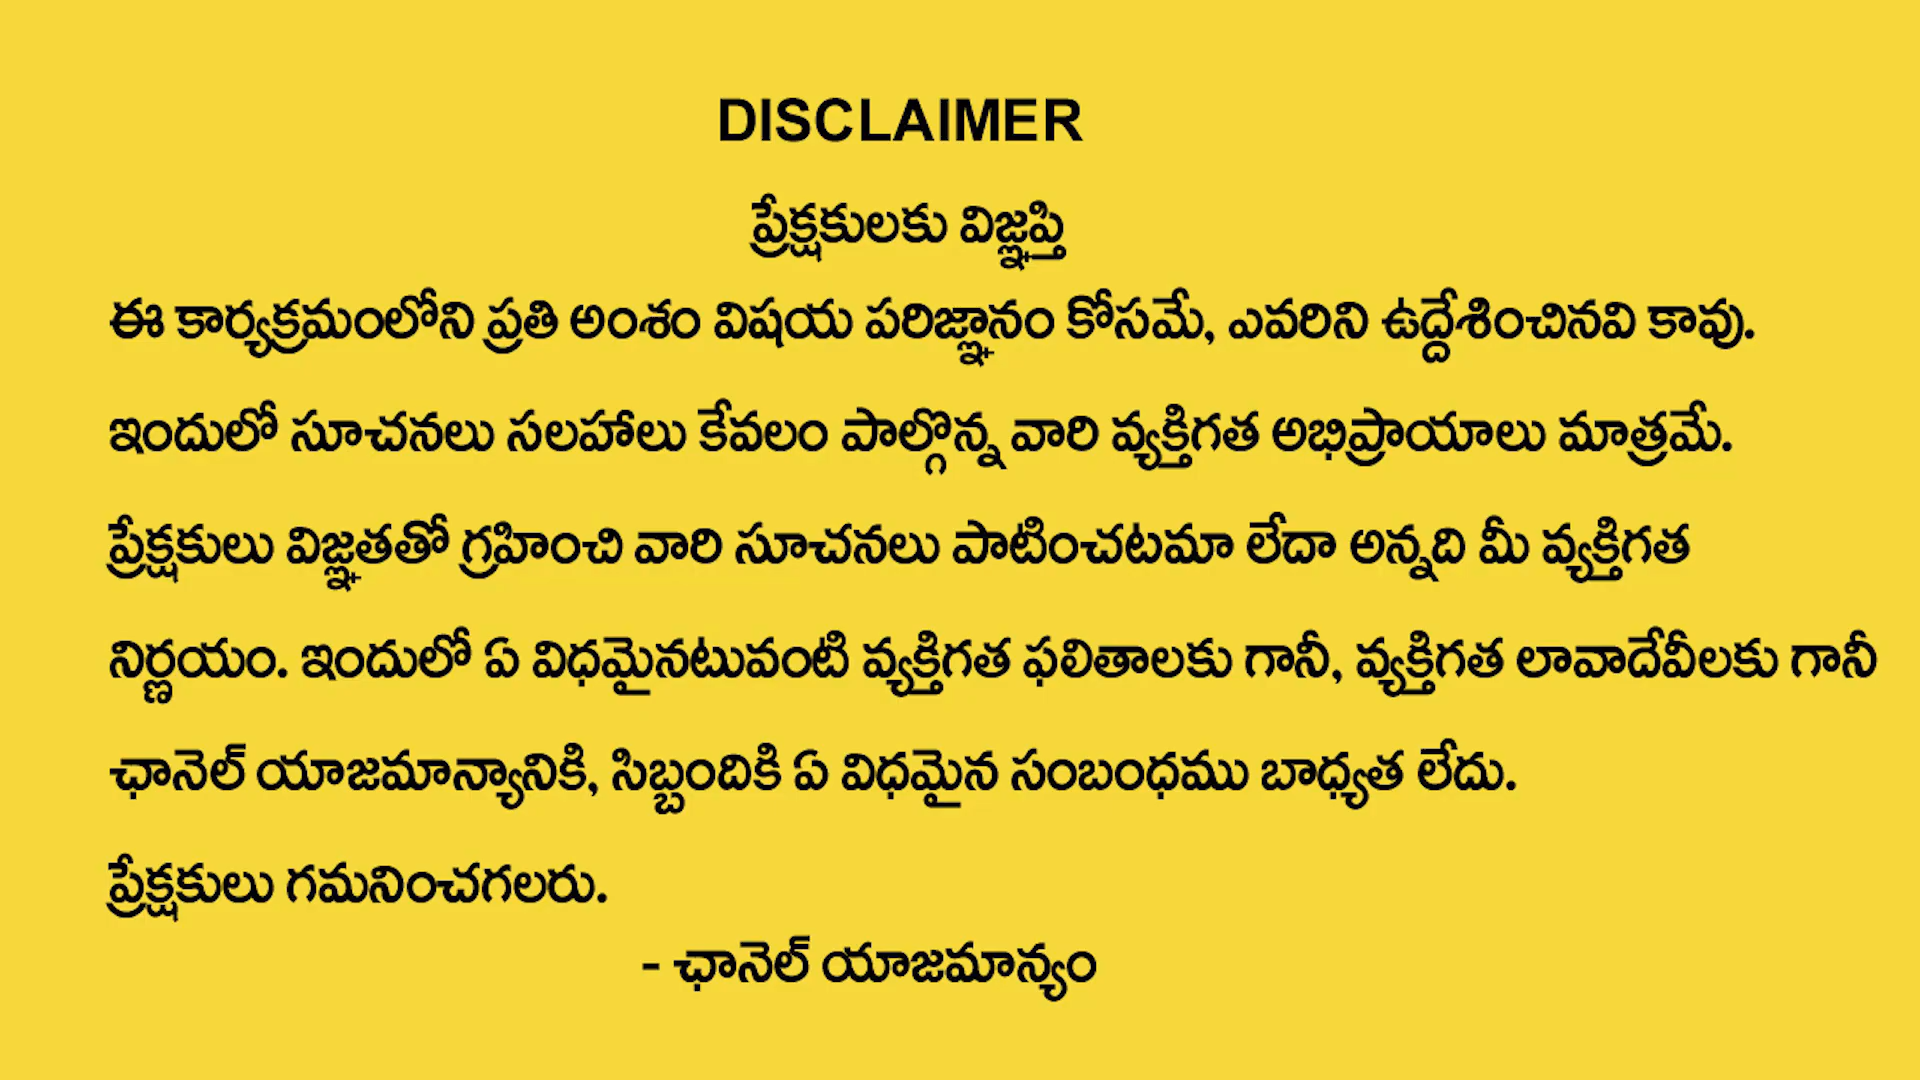 DISCLAIMER
ప్రేక్షకులకు విజ్ఞప్తి
ఈ కార్యక్రమంలోని ప్రతి అంశం విషయ పరిజ్ఞానం కోసమే, ఎవరిని ఉద్దేశించినవి కావు.
ఇందులో సూచనలు సలహాలు కేవలం పాల్గొన్న వారి వ్యక్తిగత అభిప్రాయాలు మాత్రమే.
ప్రేక్షకులు విజ్ఞతతో గ్రహించి వారి సూచనలు పాటించటమా లేదా అన్నది మీ వ్యక్తిగత
నిర్ణయం. ఇందులో ఏ విధమైనటువంటి వ్యక్తిగత ఫలితాలకు గానీ, వ్యక్తిగత లావాదేవీలకు గానీ
ఛానెల్ యాజమాన్యానికి, సిబ్బందికి ఏ విధమైన సంబంధము బాధ్యత లేదు.
ప్రేక్షకులు గమనించగలరు.
- ఛానెల్ యాజమాన్యం